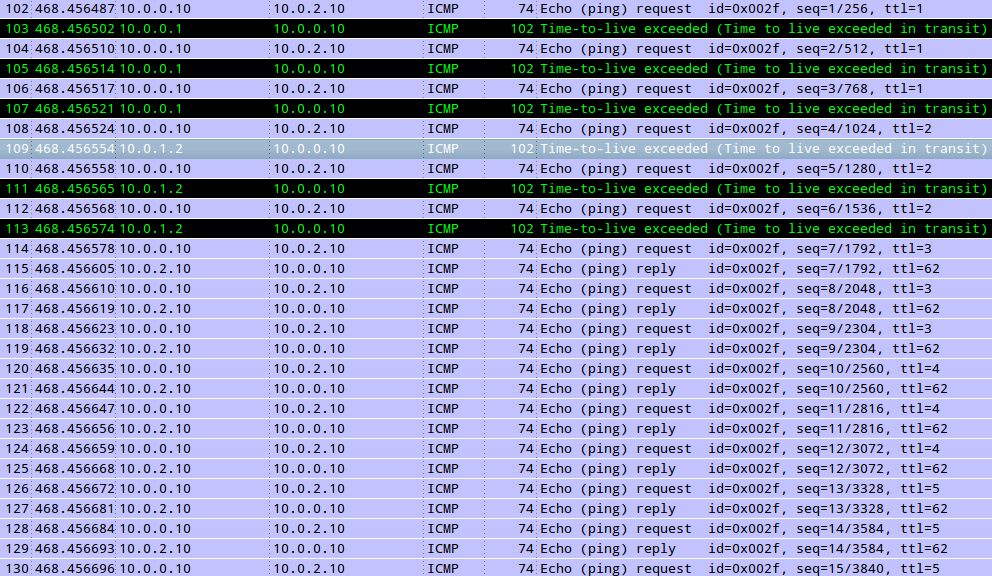 102 468.456487 10.0.0.10 10.0.2.10 ICMP 74 Echo (ping) request id=0x002f, seq=1/256, ttl=1
103 468.456502 10.0.0.1 10.0.0.10 ICMP 102 Time-to-live exceeded (Time to live exceeded in transit)
104 468.456510 10.0.0.10 10.0.2.10 ICMP 74 Echo (ping) request id=0x002f, seq=2/512, ttl=1
105 468.456514 10.0.0.1 10.0.0.10 ICMP 102 Time-to-live exceeded (Time to live exceeded in transit)
106 468.456517 10.0.0.10 10.0.2.10 ICMP 74 Echo (ping) request id=0x002f, seq=3/768, ttl=1
107 468.456521 10.0.0.1 10.0.0.10 ICMP 102 Time-to-live exceeded (Time to live exceeded in transit)
108 468.456524 10.0.0.10 10.0.2.10 ICMP 74 Echo (ping) request id=0x002f, seq=4/1024, ttl=2
109 468.456554 10.0.1.2 10.0.0.10 ICMP 102 Time-to-live exceeded (Time to live exceeded in transit)
110 468.456558 10.0.0.10 10.0.2.10 ICMP 74 Echo (ping) request id=0x002f, seq=5/1280, ttl=2
111 468.456565 10.0.1.2 10.0.0.10 ICMP 102 Time-to-live exceeded (Time to live exceeded in transit)
112 468.456568 10.0.0.10 10.0.2.10 ICMP 74 Echo (ping) request id=0x002f, seq=6/1536, ttl=2
113 468.456574 10.0.1.2 10.0.0.10 ICMP 102 Time-to-live exceeded (Time to live exceeded in transit)
114 468.456578 10.0.0.10 10.0.2.10 ICMP 74 Echo (ping) request id=0x002f, seq=7/1792, ttl=3
115 468.456605 10.0.2.10 10.0.0.10 ICMP 74 Echo (ping) reply id=0x002f, seq=7/1792, ttl=62
116 468.456610 10.0.0.10 10.0.2.10 ICMP 74 Echo (ping) request id=0x002f, seq=8/2048, ttl=3
117 468.456619 10.0.2.10 10.0.0.10 ICMP 74 Echo (ping) reply id=0x002f, seq=8/2048, ttl=62
118 468.456623 10.0.0.10 10.0.2.10 ICMP 74 Echo (ping) request id=0x002f, seq=9/2304, ttl=3
119 468.456632 10.0.2.10 10.0.0.10 ICMP 74 Echo (ping) reply id=0x002f, seq=9/2304, ttl=62
120 468.456635 10.0.0.10 10.0.2.10 ICMP 74 Echo (ping) request id=0x002f, seq=10/2560, ttl=4
121 468.456644 10.0.2.10 10.0.0.10 ICMP 74 Echo (ping) reply id=0x002f, seq=10/2560, ttl=62
122 468.456647 10.0.0.10 10.0.2.10 ICMP 74 Echo (ping) request id=0x002f, seq=11/2816, ttl=4
123 468.456656 10.0.2.10 10.0.0.10 ICMP 74 Echo (ping) reply id=0x002f, seq=11/2816, ttl=62
124 468.456659 10.0.0.10 10.0.2.10 ICMP 74 Echo (ping) request id=0x002f, seq=12/3072, ttl=4
125 468.456668 10.0.2.10 10.0.0.10 ICMP 74 Echo (ping) reply id=0x002f, seq=12/3072, ttl=62
126 468.456672 10.0.0.10 10.0.2.10 ICMP 74 Echo (ping) request id=0x002f, seq=13/3328, ttl=5
127 468.456681 10.0.2.10 10.0.0.10 ICMP 74 Echo (ping) reply id=0x002f, seq=13/3328, ttl=62
128 468.456684 10.0.0.10 10.0.2.10 ICMP 74 Echo (ping) request id=0x002f, seq=14/3584, ttl=5
129 468.456693 10.0.2.10 10.0.0.10 ICMP 74 Echo (ping) reply id=0x002f, seq=14/3584, ttl=62
130 468.456696 10.0.0.10 10.0.2.10 ICMP 74 Echo (ping) request id=0x002f, seq=15/3840, ttl=5